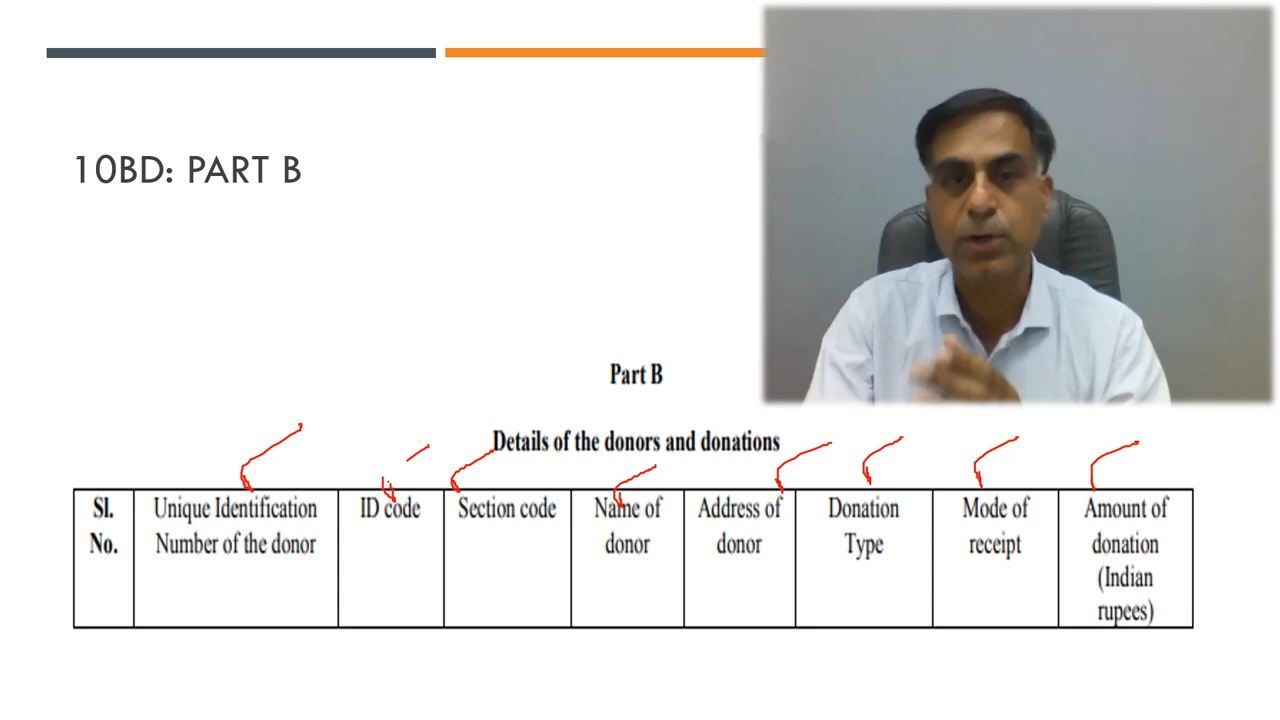 10BD: PART B
Part B
Details of the donors and donations
Sl. No.
Unique Identification Number of the donor
ID code
Section code
Name of donor
Address of donor
Donation Type
Mode of receipt
Amount of donation (Indian rupees)